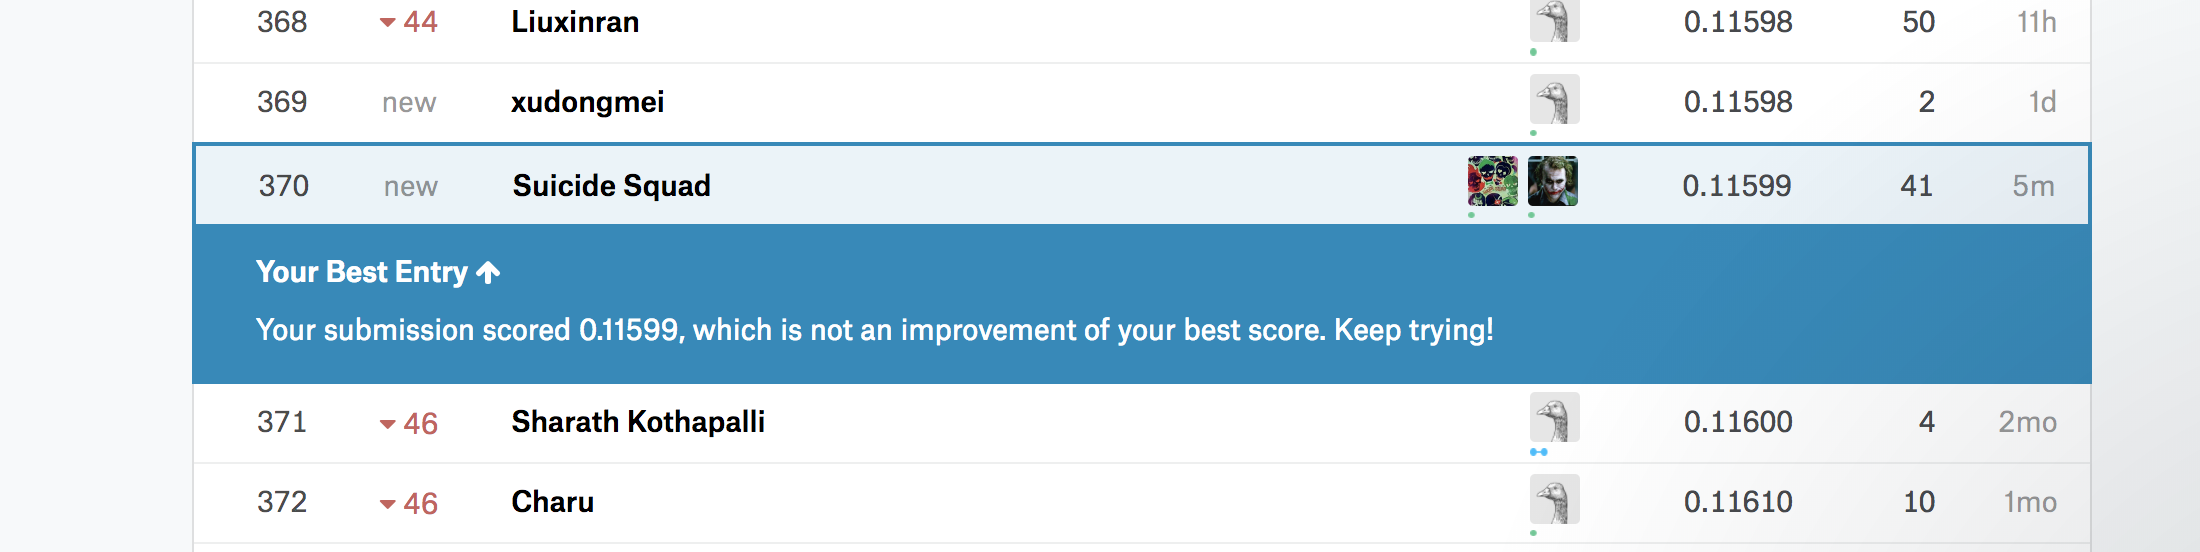 368 44 Liuxinran 0.11598 50 11h
369 new xudongmei 0.11598 2 1d
370 new Suicide Squad 0.11599 41 5m
Your Best Entry
Your submission scored 0.11599, which is not an improvement of your best score. Keep trying!
371 46 Sharath Kothapalli 0.11600 4 2mo
372 46 Charu 0.11610 10 1mo